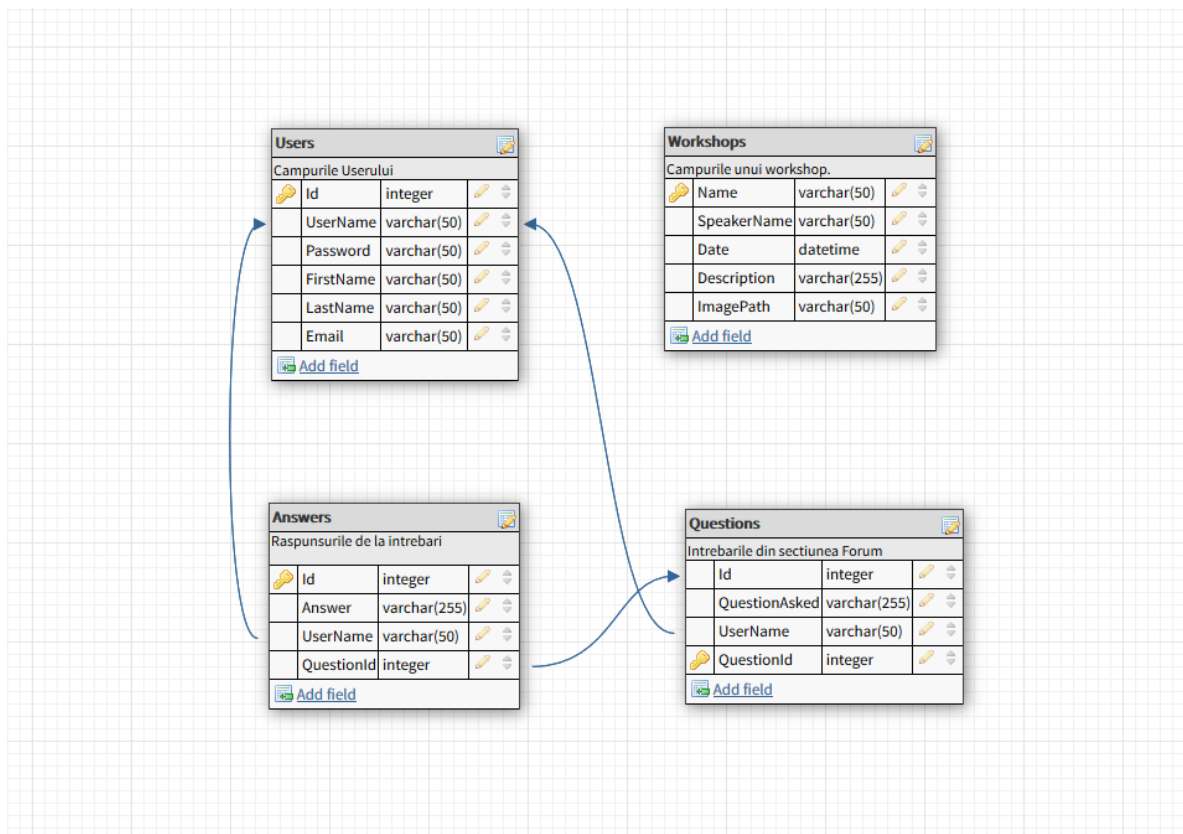 Users
Campurile Userului
Id integer
UserName varchar(50)
Password varchar(50)
FirstName varchar(50)
LastName varchar(50)
Email varchar(50)
Add field
Workshops
Campurile unui workshop.
Name varchar(50)
SpeakerName varchar(50)
Date datetime
Description varchar(255)
ImagePath varchar(50)
Add field
Answers
Raspunsurile de la intrebari
Id integer
Answer varchar(255)
UserName varchar(50)
QuestionId integer
Add field
Questions
Intrebarile din sectiunea Forum
Id integer
QuestionAsked varchar(255)
UserName varchar(50)
QuestionId integer
Add field